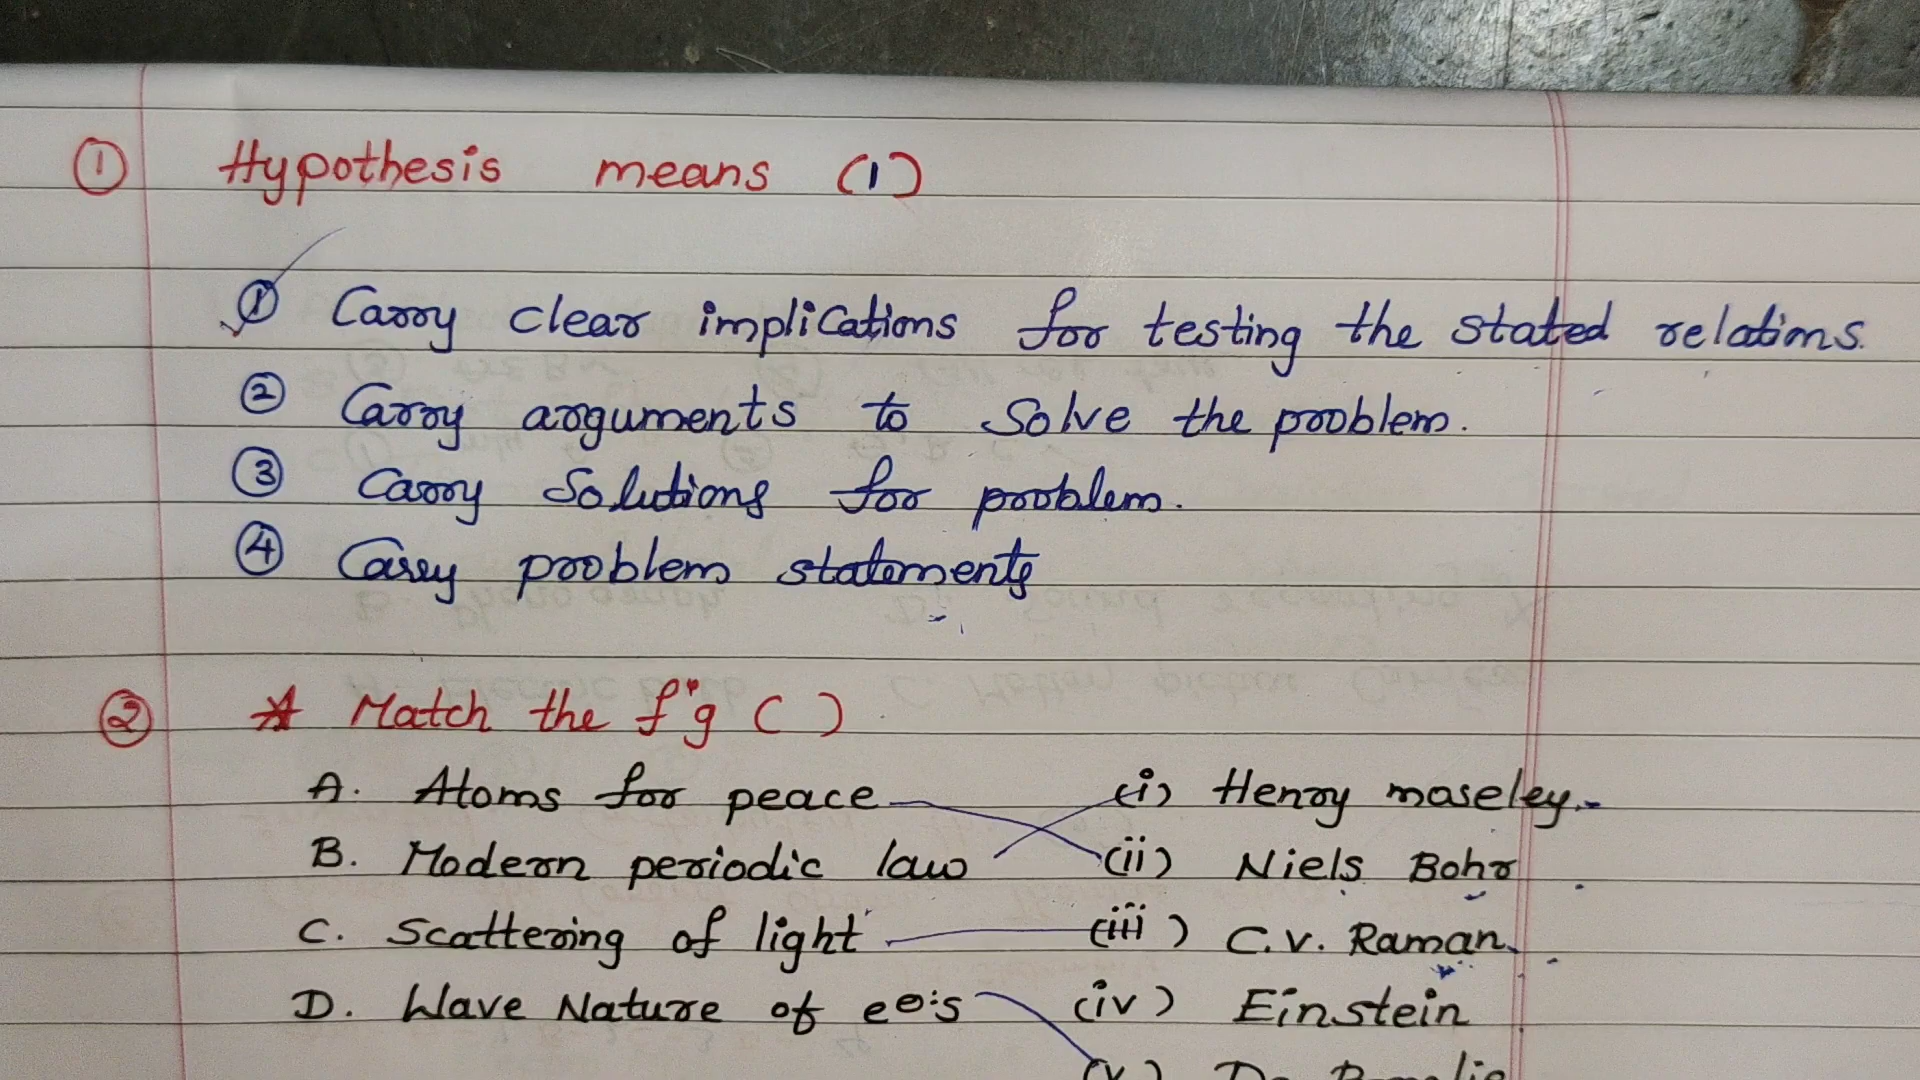 ① Hypothesis means (1)
① Carry clear implications for testing the stated relations.
② Carry arguments to solve the problem.
③ Carry Solutions for problem.
④ Carry problem statements
② * Match the f"g ( )
A. Atoms for peace (i) Henry moseley.
B. Modern periodic law (ii) Niels Bohr
C. Scattering of light (iii) C.V. Raman.
D. Wave Nature of e⊖'s (iv) Einstein
(v)